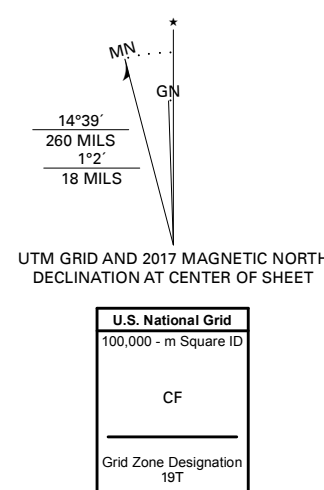 ★
MN
GN
14°39´
260 MILS
1°2´
18 MILS
UTM GRID AND 2017 MAGNETIC NORTH
DECLINATION AT CENTER OF SHEET
U.S. National Grid
100,000 - m Square ID
CF
Grid Zone Designation
19T